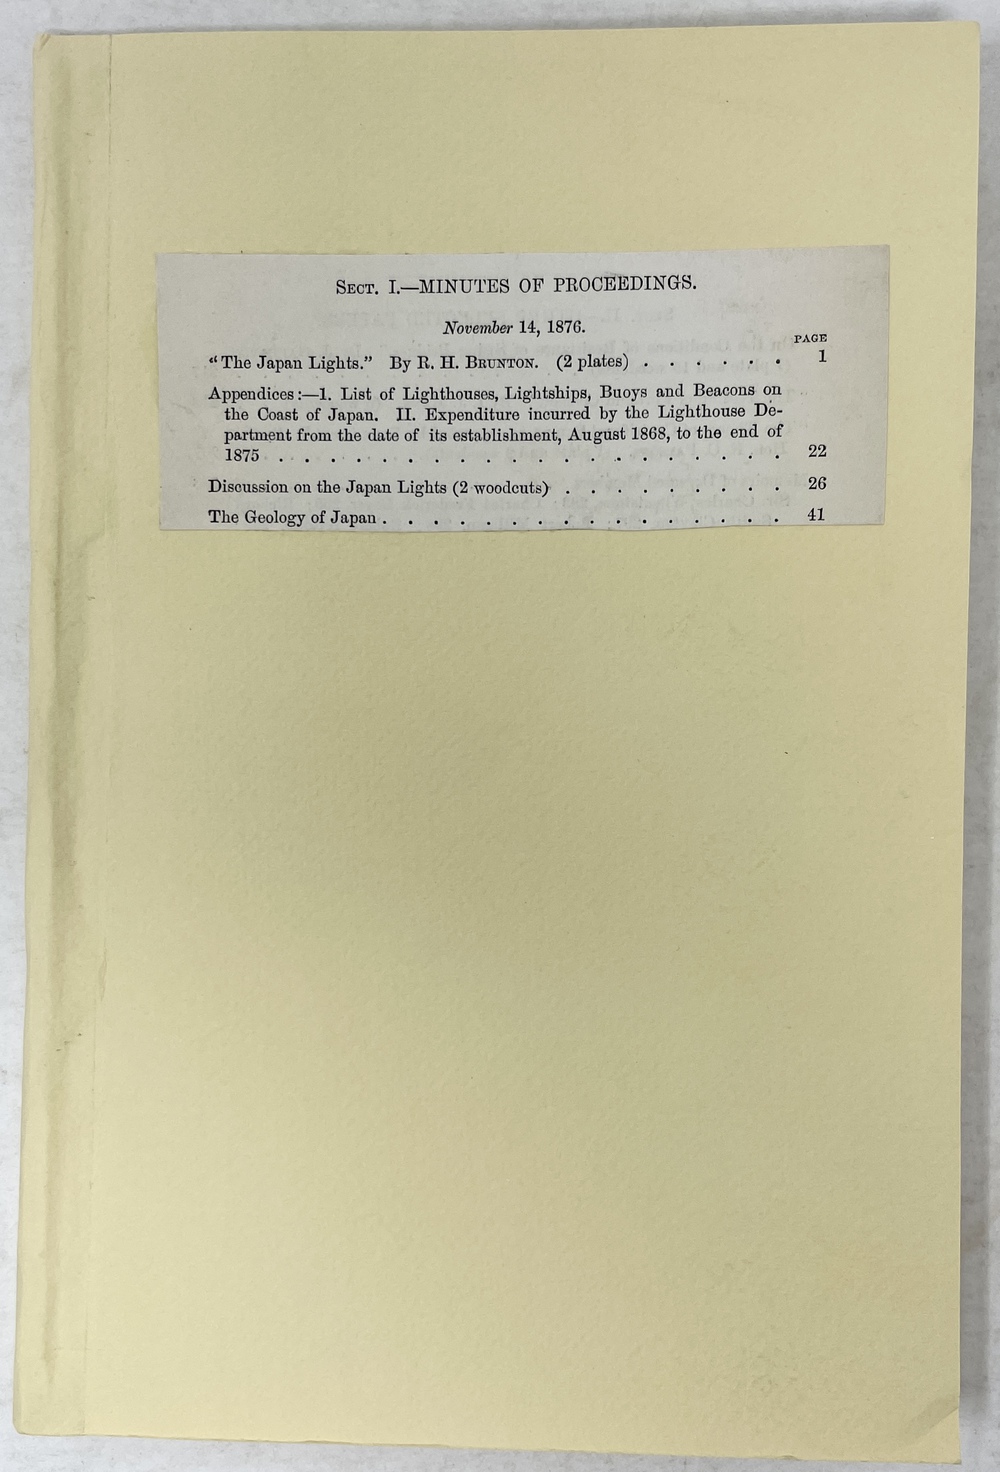 SECT. I.—MINUTES OF PROCEEDINGS.
November 14, 1876.
PAGE
“The Japan Lights.” By R. H. BRUNTON. (2 plates) . . . . . . 1
Appendices:—1. List of Lighthouses, Lightships, Buoys and Beacons on
the Coast of Japan. II. Expenditure incurred by the Lighthouse De-
partment from the date of its establishment, August 1868, to the end of
1875 . . . . . . . . . . . . . . . . . . . . 22
Discussion on the Japan Lights (2 woodcuts) . . . . . . . . . 26
The Geology of Japan . . . . . . . . . . . . . . . . 41